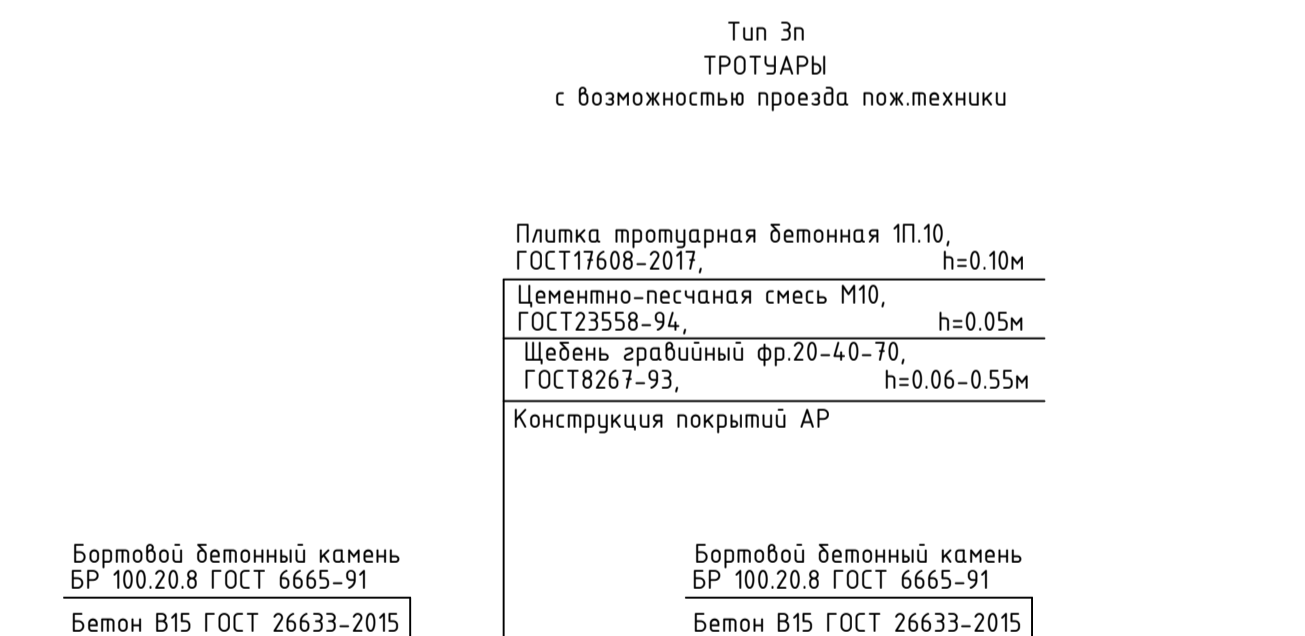 Тип 3п
ТРОТУАРЫ
с возможностью проезда пож.техники
Плитка тротуарная бетонная 1П.10,
ГОСТ17608-2017, h=0.10м
Цементно-песчаная смесь М10,
ГОСТ23558-94, h=0.05м
Щебень гравийный фр.20-40-70,
ГОСТ8267-93, h=0.06-0.55м
Конструкция покрытий АР
Бортовой бетонный камень
БР 100.20.8 ГОСТ 6665-91
Бетон В15 ГОСТ 26633-2015
Бортовой бетонный камень
БР 100.20.8 ГОСТ 6665-91
Бетон В15 ГОСТ 26633-2015